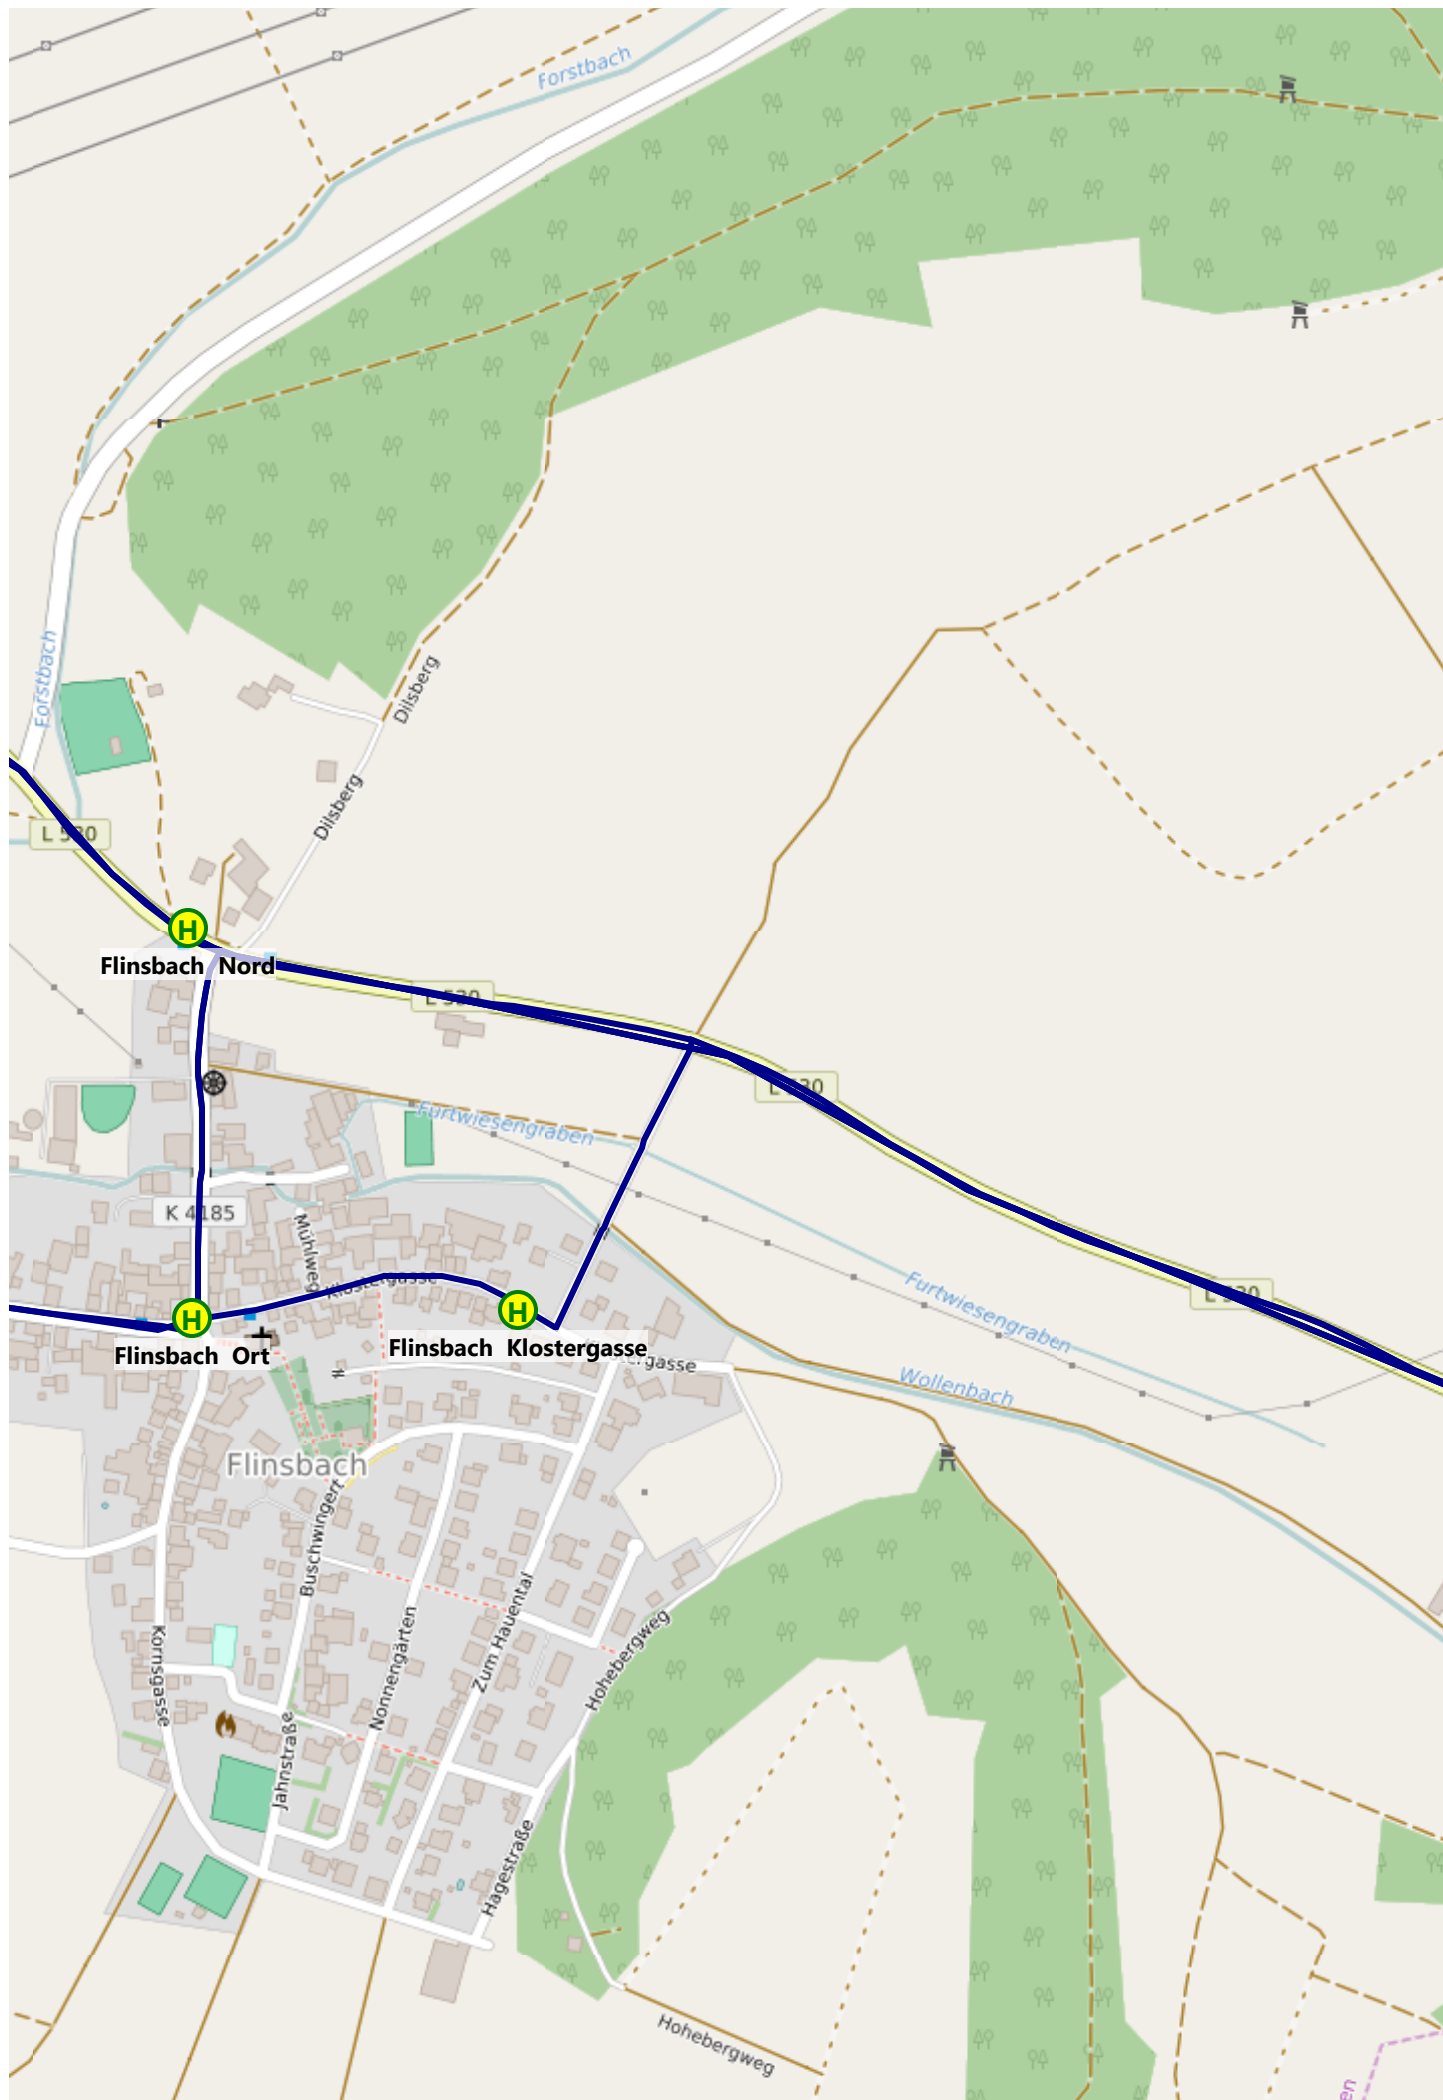 Forstbach
Forstbach
Dilsberg
Dilsberg
L 530
H
Flinsbach Nord
L 530
L 530
Furtwiesengraben
K 4185
Mühlweg
Klostergasse
H
H
Flinsbach Ort
Flinsbach Klostergasse
Furtwiesengraben
L 530
Wollenbach
Flinsbach
Buschwingert
Nonnengärten
Zum Hauental
Hohebergweg
Kornsgasse
Jahnstraße
Hagestraße
Hohebergweg
en